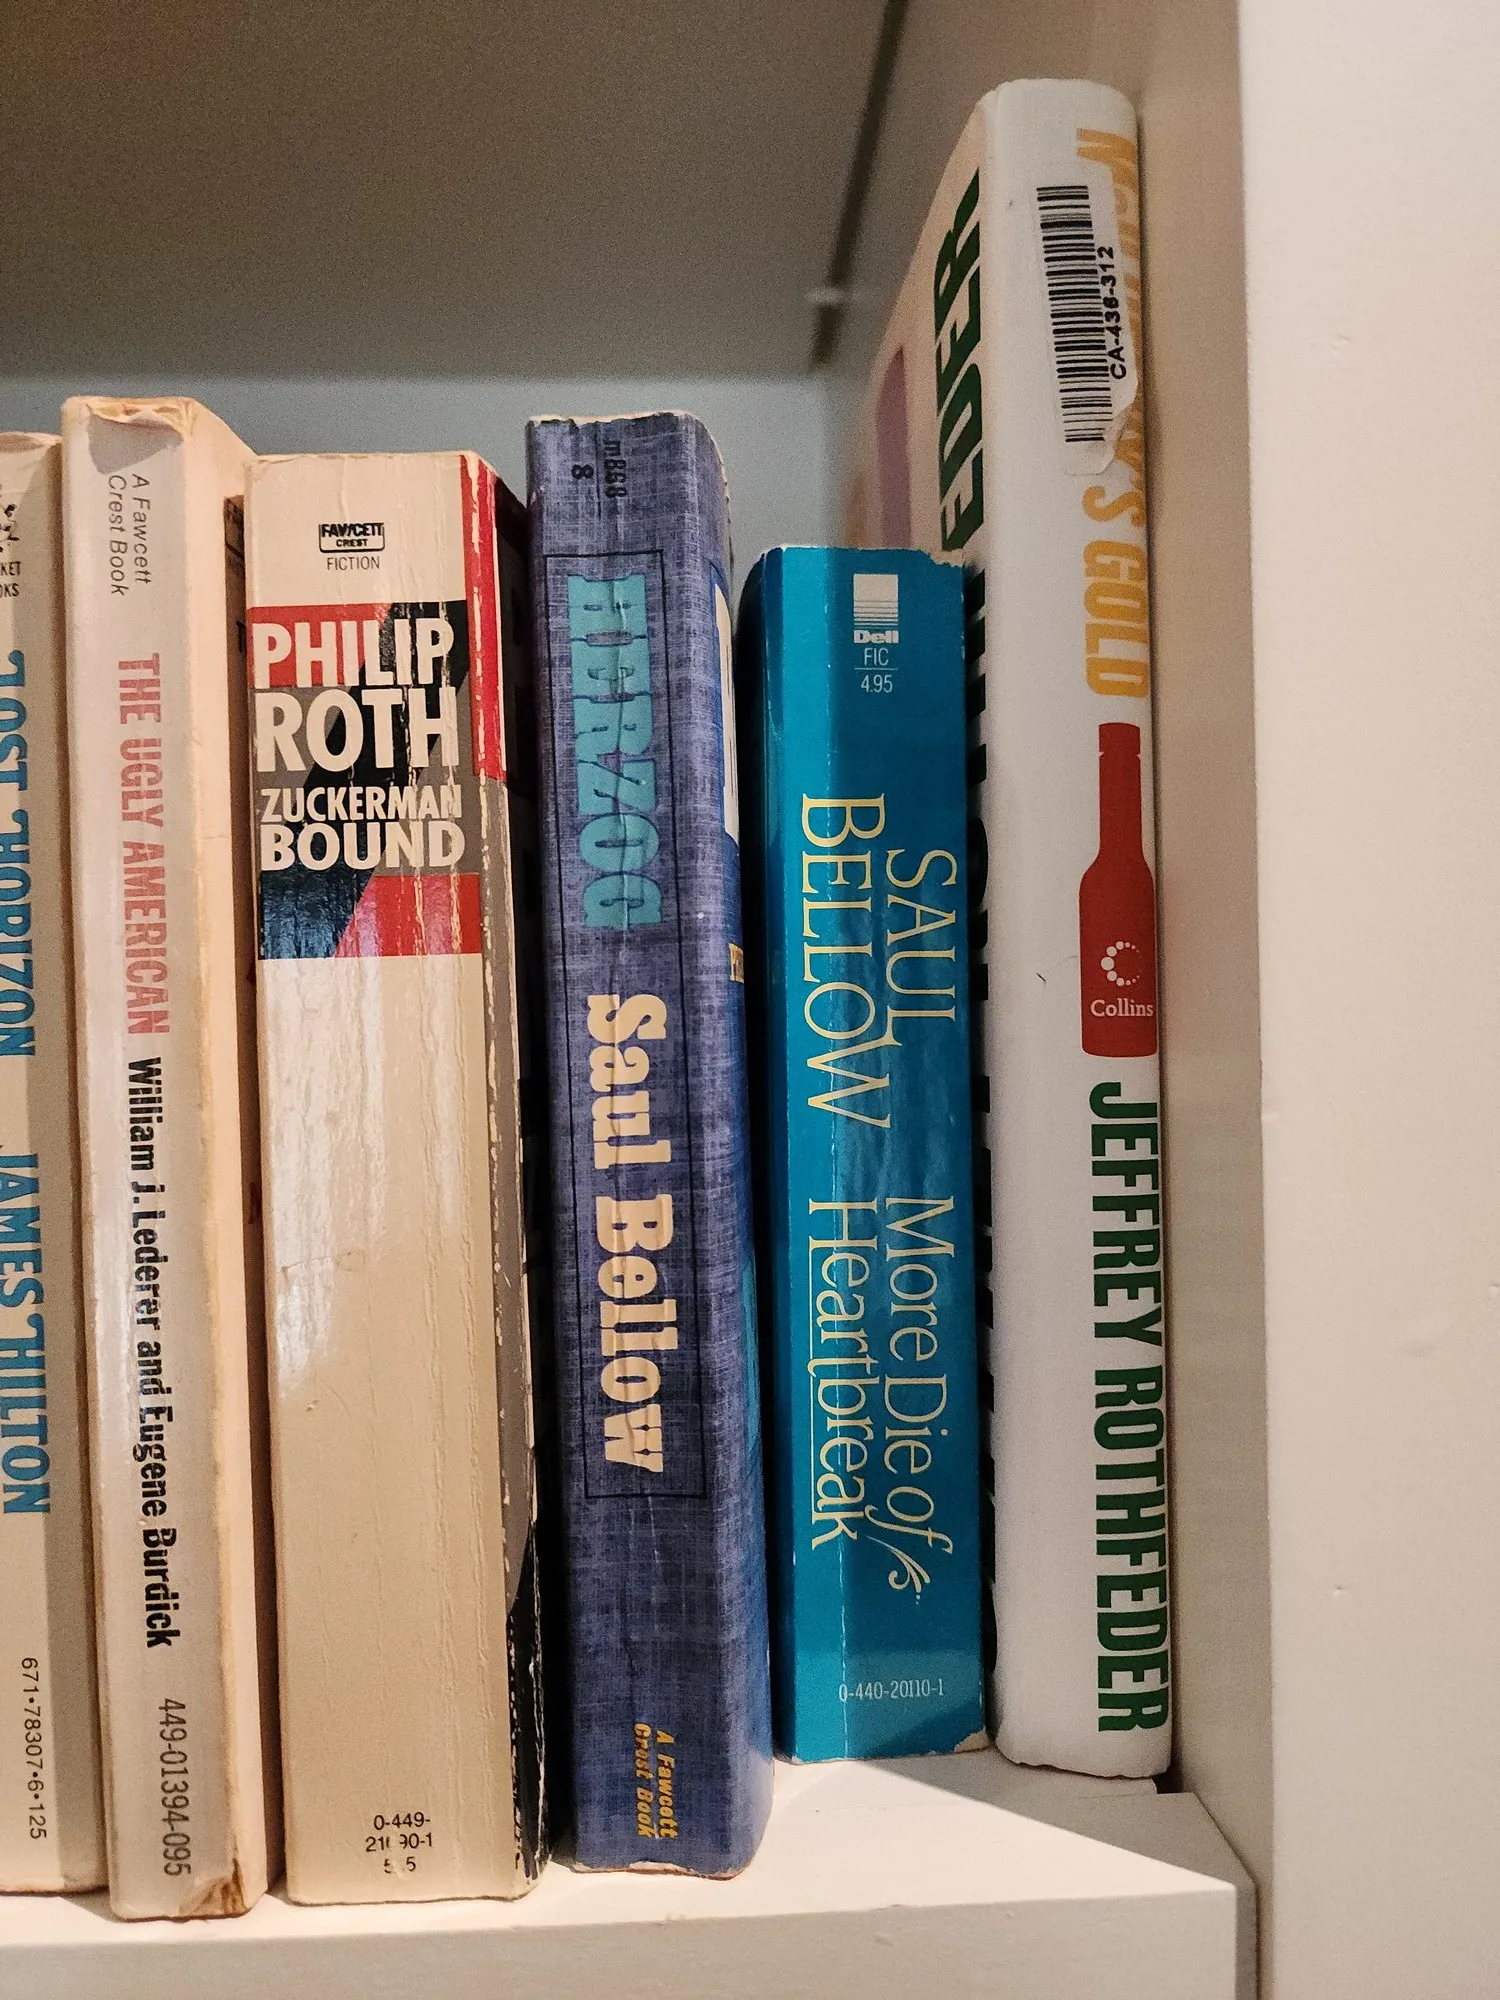 KET
OKS
LOST HORIZON JAMES HILTON
671•78307•6•125
A Fawcett
Crest Book
THE UGLY AMERICAN William J. Lederer and Eugene Burdick
449-01394-095
FAWCETT
CREST
FICTION
PHILIP
ROTH
ZUCKERMAN
BOUND
0-449-
m868
8
HERZOG Saul Bellow
A Fawcett
Crest Book
Dell
FIC
4.95
SAUL
BELLOW
More Die of
Heartbreak
0-440-20110-1
EDER
CA-436-312
'S GOLD
Collins
JEFFREY ROTHFEDER